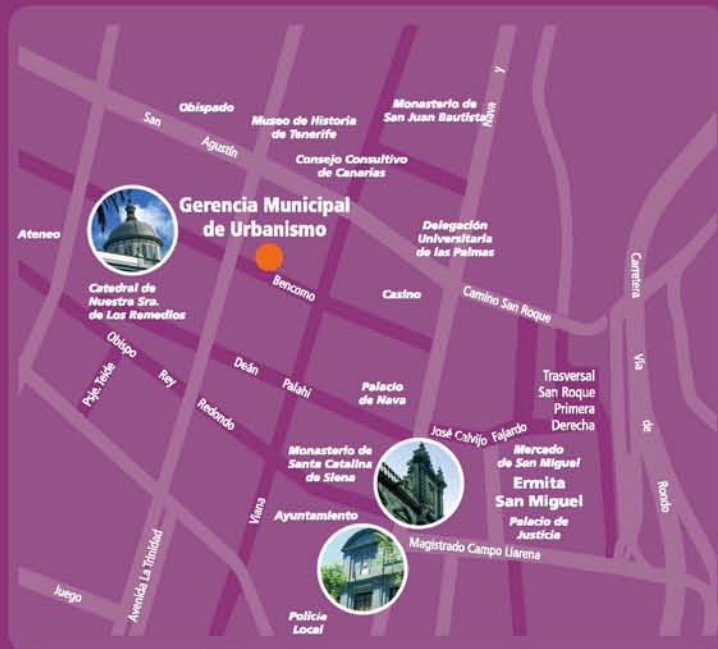 Obispado
San
Agustín
Museo de Historia
de Tenerife
Monasterio de
San Juan Bautista
Nava y
Consejo Consultivo
de Canarias
Gerencia Municipal
de Urbanismo
Ateneo
Delegación
Universitaria
de las Palmas
Catedral de
Nuestra Sra.
de Los Remedios
Bencomo
Casino
Camino San Roque
Carretera
Vía
de
Rondo
Obispo
Rey
Redondo
Psje. Teide
Deán
Palahi
Palacio
de Nava
Trasversal
San Roque
Primera
Derecha
José Calvijo Fajardo
Monasterio de
Santa Catalina
de Siena
Mercado
de San Miguel
Ermita
San Miguel
Palacio de
Justicia
Viana
Ayuntamiento
Magistrado Campo Llarena
Avenida La Trinidad
Juego
Policía
Local